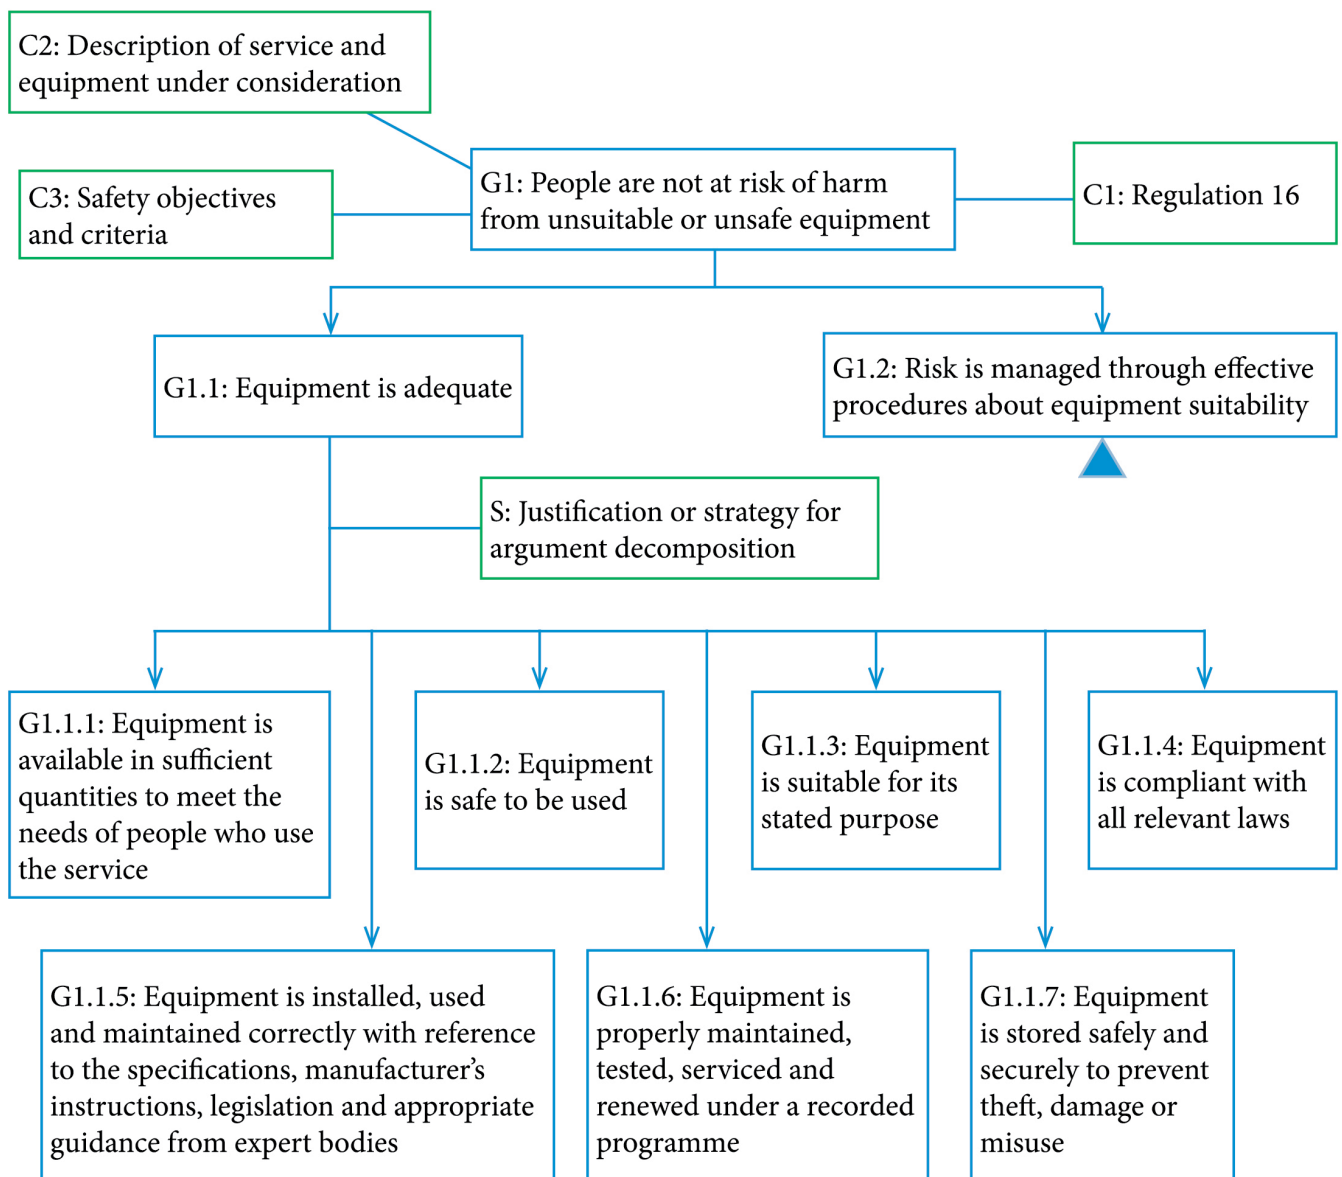 C2: Description of service and
equipment under consideration
G1: People are not at risk of harm
from unsuitable or unsafe equipment
C3: Safety objectives
and criteria
C1: Regulation 16
G1.1: Equipment is adequate
G1.2: Risk is managed through effective
procedures about equipment suitability
S: Justification or strategy for
argument decomposition
G1.1.1: Equipment is
available in sufficient
quantities to meet the
needs of people who use
the service
G1.1.2: Equipment
is safe to be used
G1.1.3: Equipment
is suitable for its
stated purpose
G1.1.4: Equipment
is compliant with
all relevant laws
G1.1.5: Equipment is installed, used
and maintained correctly with reference
to the specifications, manufacturer’s
instructions, legislation and appropriate
guidance from expert bodies
G1.1.6: Equipment is
properly maintained,
tested, serviced and
renewed under a recorded
programme
G1.1.7: Equipment
is stored safely and
securely to prevent
theft, damage or
misuse